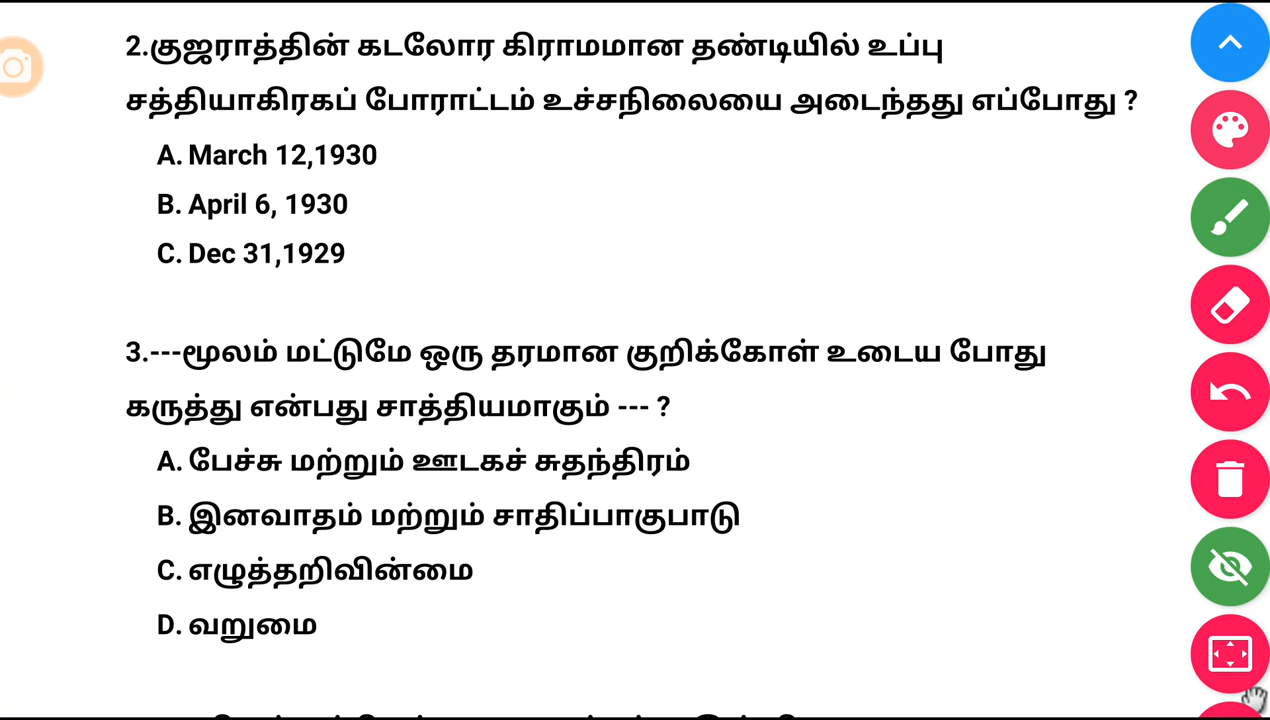 2.குஜராத்தின் கடலோர கிராமமான தண்டியில் உப்பு
சத்தியாகிரகப் போராட்டம் உச்சநிலையை அடைந்தது எப்போது ?
A. March 12,1930
B. April 6, 1930
C. Dec 31,1929
3.---மூலம் மட்டுமே ஒரு தரமான குறிக்கோள் உடைய போது
கருத்து என்பது சாத்தியமாகும் --- ?
A. பேச்சு மற்றும் ஊடகச் சுதந்திரம்
B. இனவாதம் மற்றும் சாதிப்பாகுபாடு
C. எழுத்தறிவின்மை
D. வறுமை